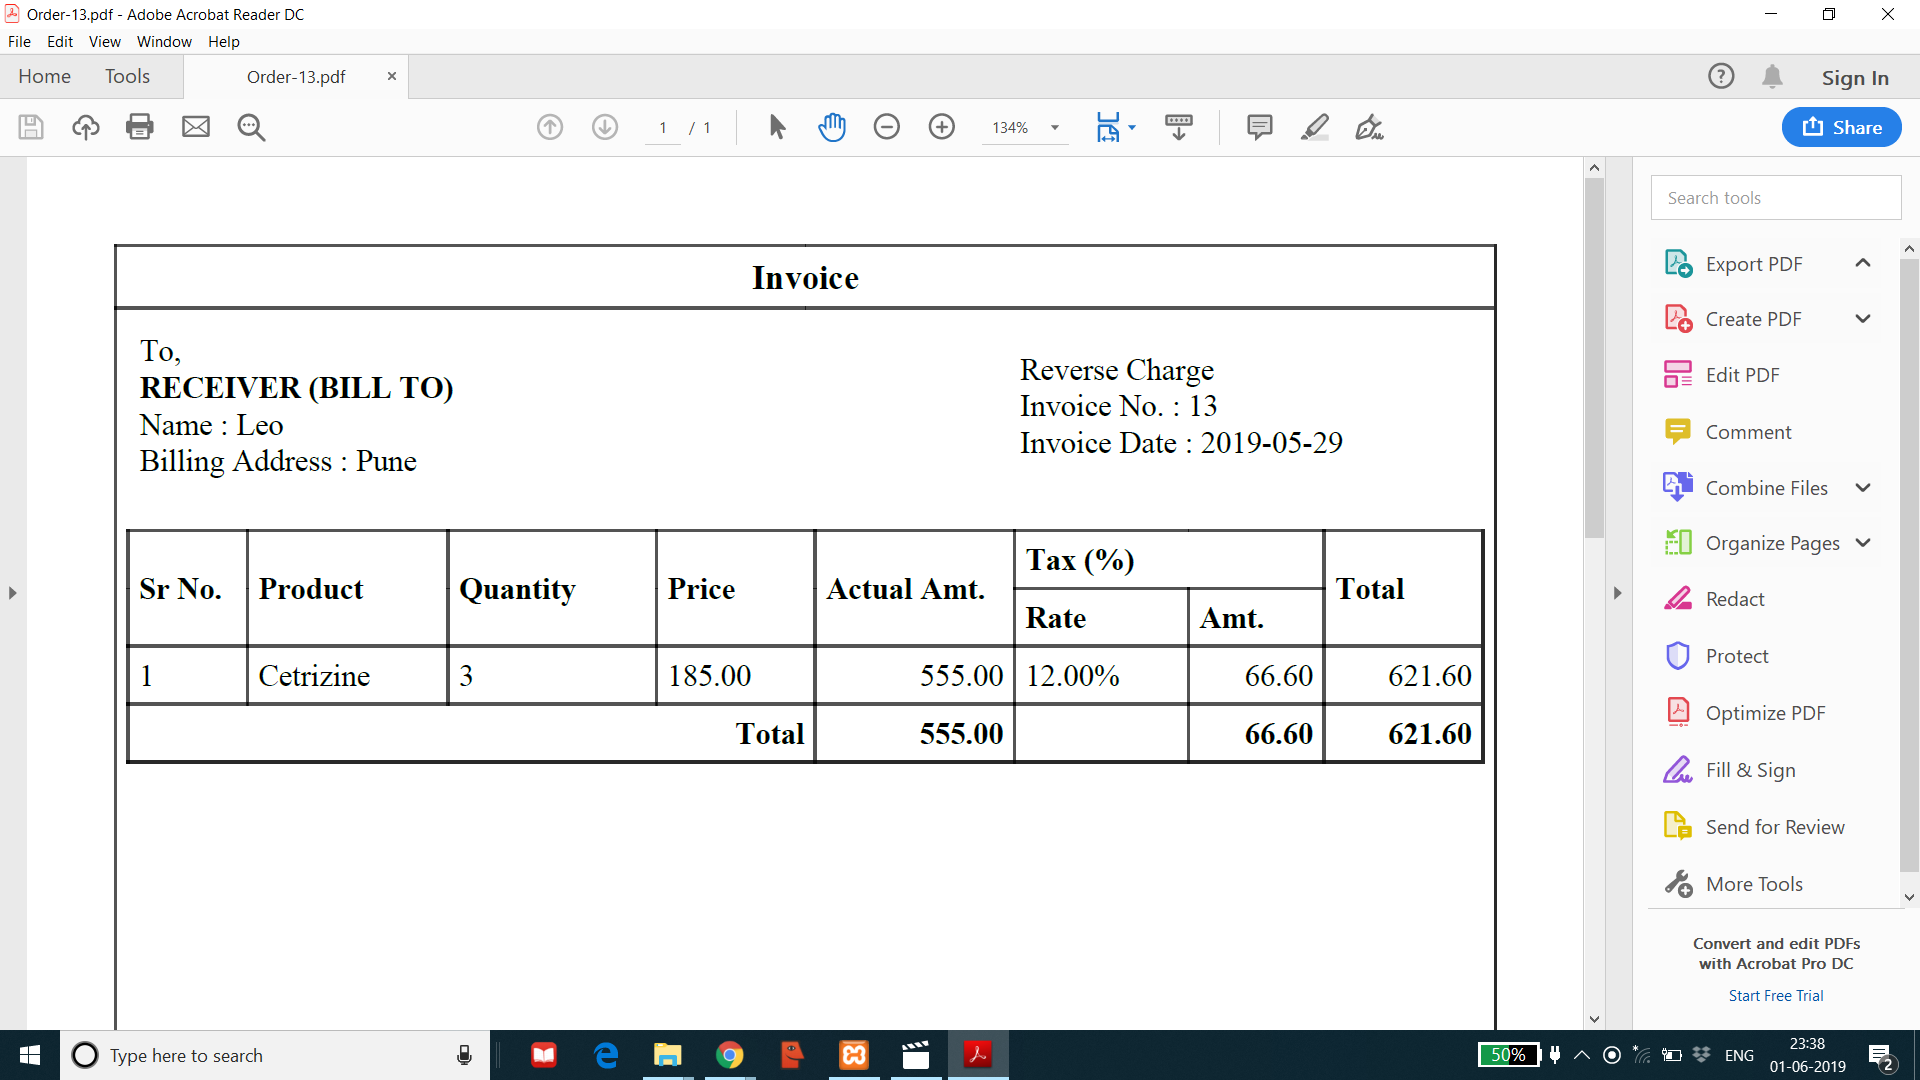 Order-13.pdf - Adobe Acrobat Reader DC
File Edit View Window Help
Home Tools Order-13.pdf × ? Sign In
1 / 1 134% Share
Search tools
Export PDF
Create PDF
Edit PDF
Comment
Combine Files
Organize Pages
Redact
Protect
Optimize PDF
Fill & Sign
Send for Review
More Tools
Convert and edit PDFs
with Acrobat Pro DC
Start Free Trial
Invoice
To,
RECEIVER (BILL TO)
Name : Leo
Billing Address : Pune
Reverse Charge
Invoice No. : 13
Invoice Date : 2019-05-29
Sr No. Product Quantity Price Actual Amt. Tax (%) Total
Rate Amt.
1 Cetrizine 3 185.00 555.00 12.00% 66.60 621.60
Total 555.00 66.60 621.60
Type here to search
50% ENG
23:38
01-06-2019
2